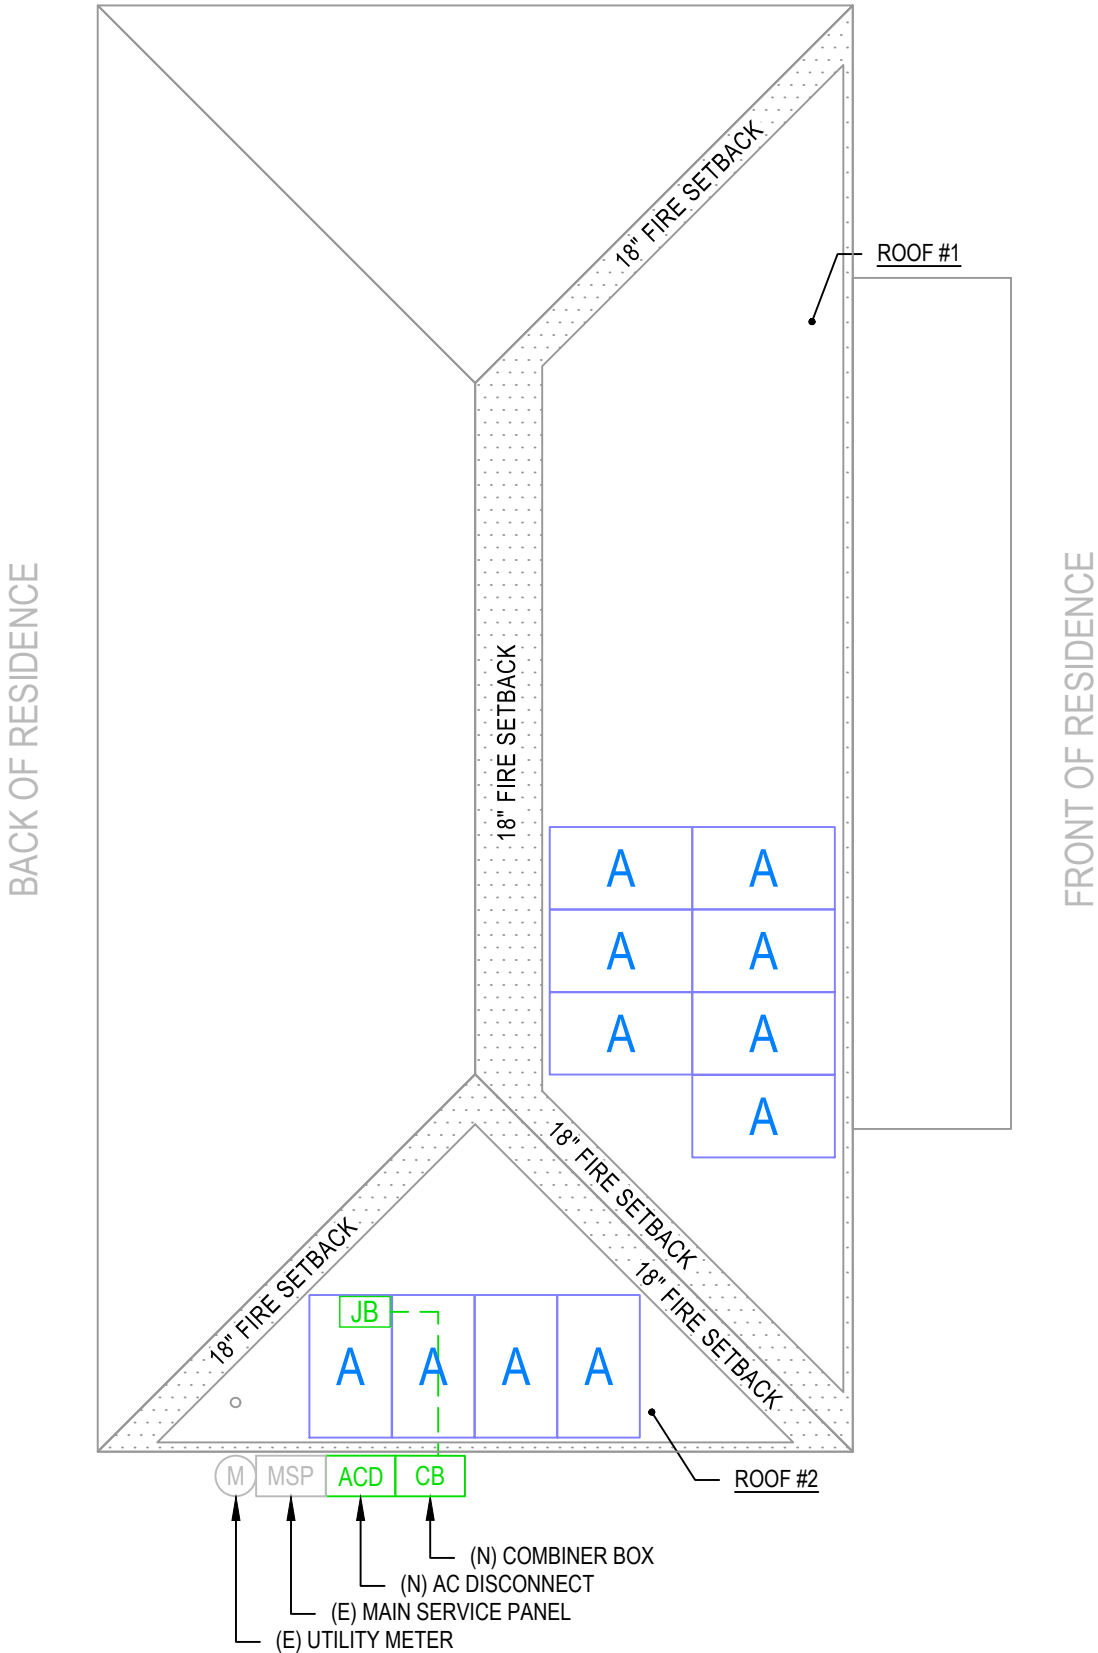 18" FIRE SETBACK
ROOF #1
BACK OF RESIDENCE
FRONT OF RESIDENCE
18" FIRE SETBACK
A A
A A
A A
A
18" FIRE SETBACK
18" FIRE SETBACK
18" FIRE SETBACK
JB
A A A A
ROOF #2
M MSP ACD CB
(N) COMBINER BOX
(N) AC DISCONNECT
(E) MAIN SERVICE PANEL
(E) UTILITY METER